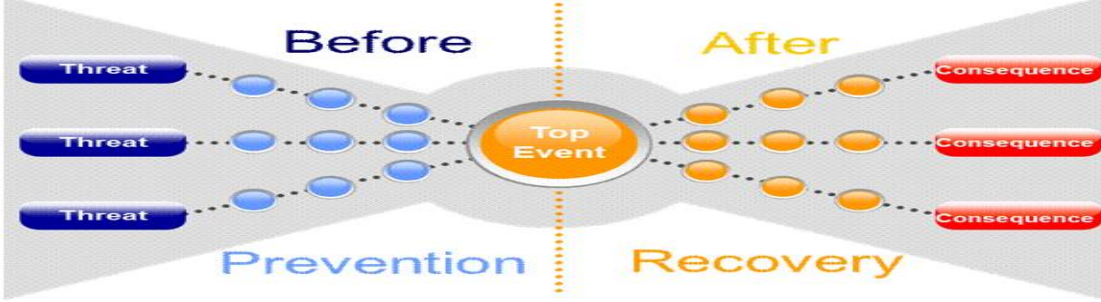 Before
After
Threat
Consequence
Threat
Top
Event
Consequence
Threat
Consequence
Prevention
Recovery